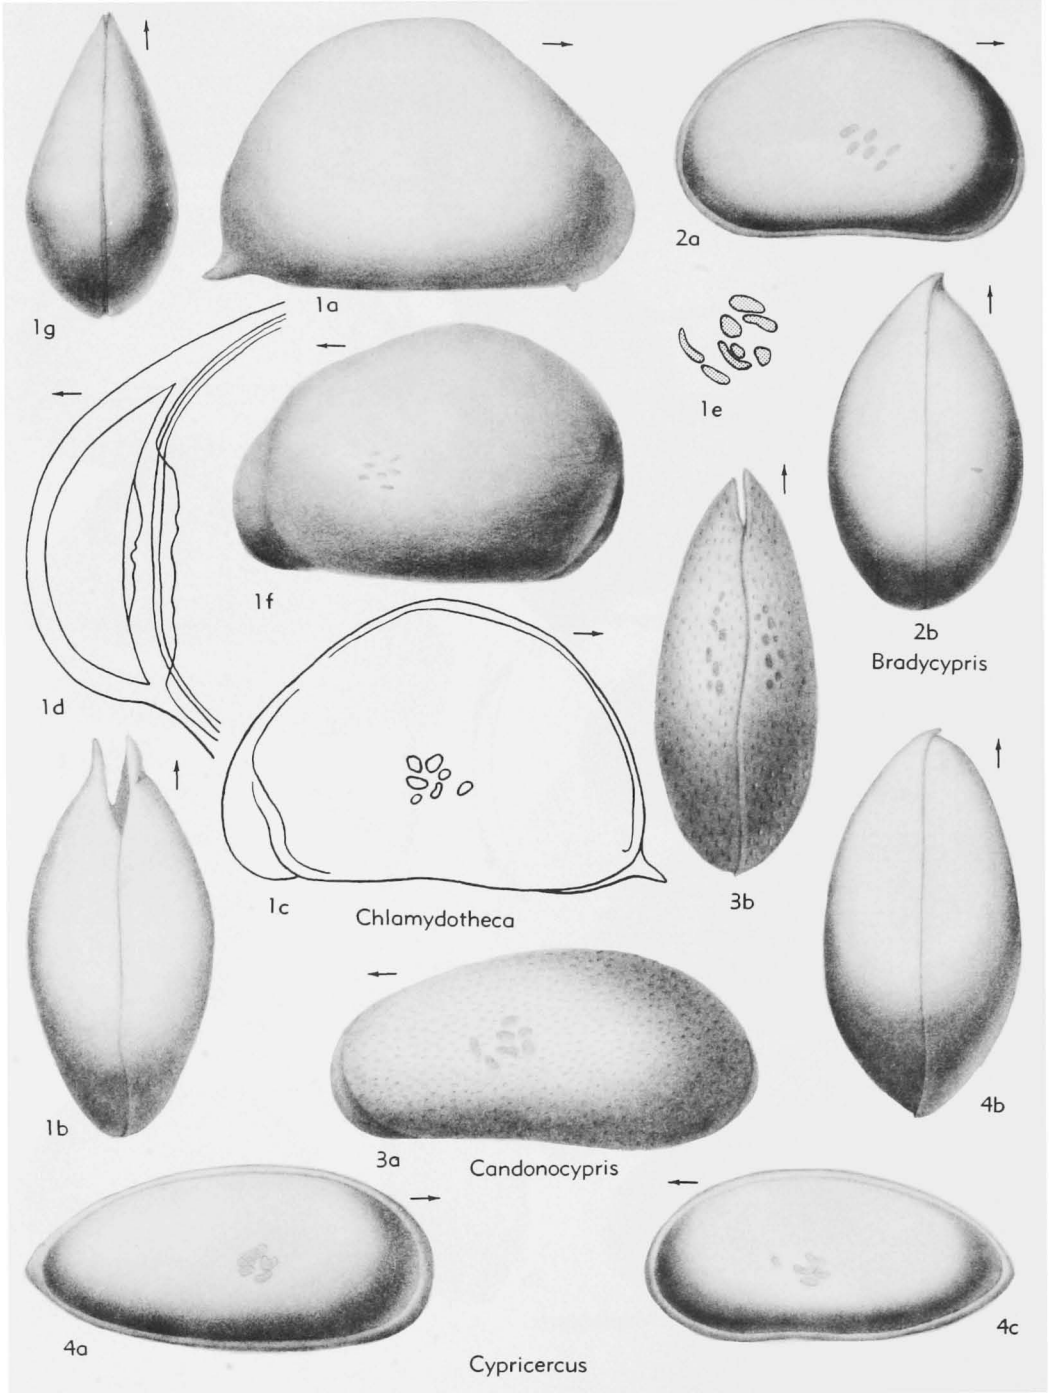 1g
1a
2a
1e
1f
2b
Bradycypris
1d
1c
Chlamydotheca
3b
1b
3a
Candonocypris
4b
4a
4c
Cypricercus